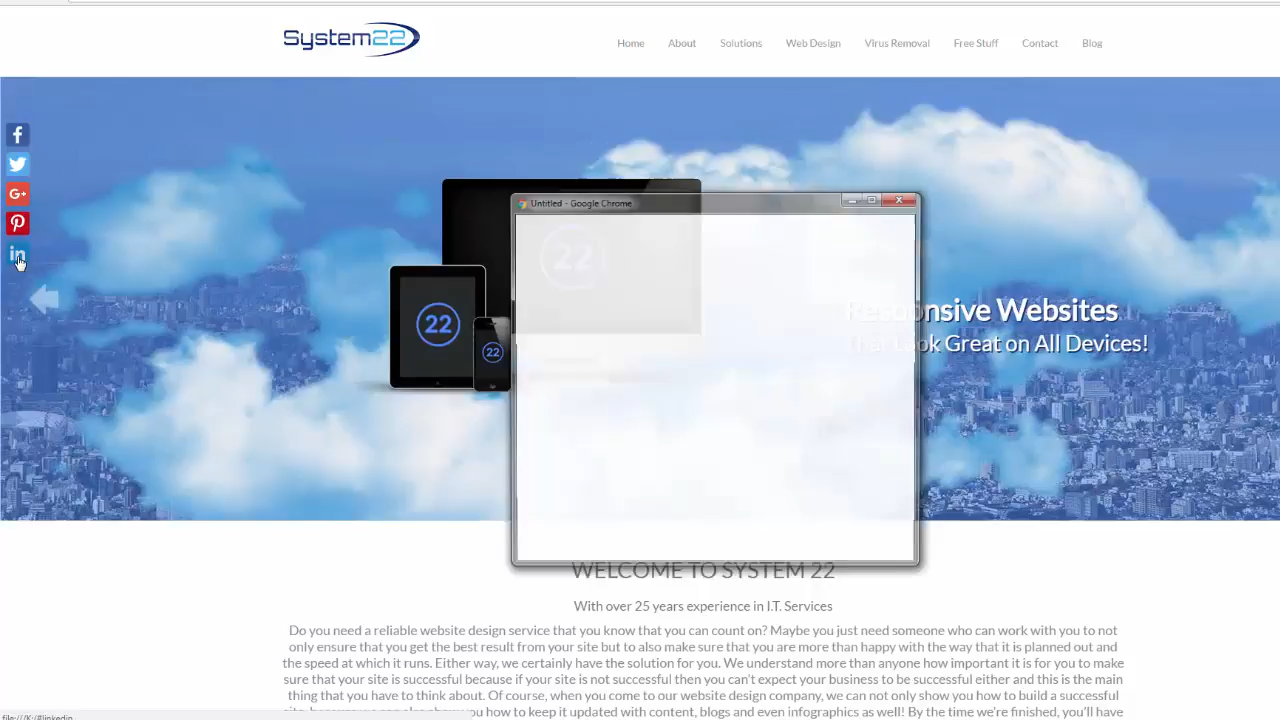 System22
Home About Solutions Web Design Virus Removal Free Stuff Contact Blog
f
G+
in
Untitled - Google Chrome
22
22
22
Responsive Websites
Look Great on All Devices!
WELCOME TO SYSTEM 22
With over 25 years experience in I.T. Services
Do you need a reliable website design service that you know that you can count on? Maybe you just need someone who can work with you to not
only ensure that you get the best result from your site but to also make sure that you are more than happy with the way that it is planned out and
the speed at which it runs. Either way, we certainly have the solution for you. We understand more than anyone how important it is for you to make
sure that your site is successful because if your site is not successful then you can't expect your business to be successful either and this is the main
thing that you have to think about. Of course, when you come to our website design company, we can not only show you how to build a successful
you how to keep it updated with content, blogs and even infographics as well! By the time we're finished, you'll have
file:///K:/#linkedin